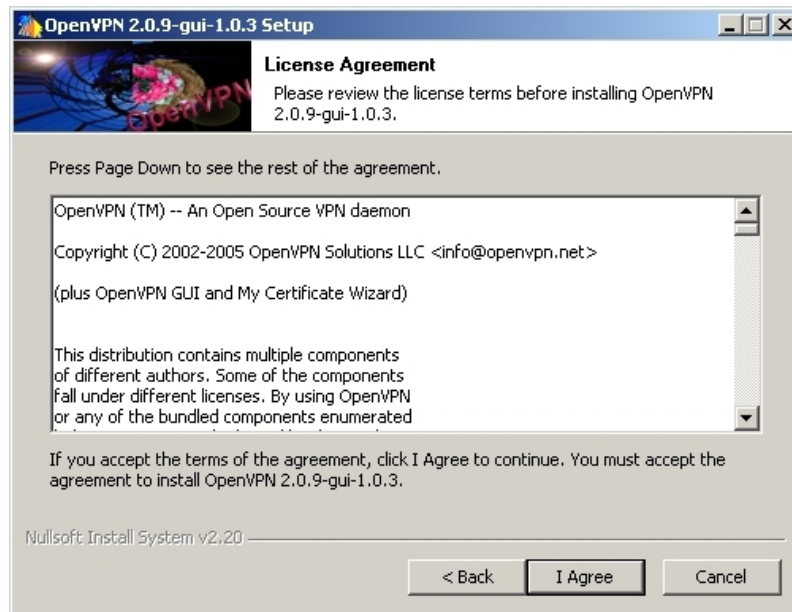 OpenVPN 2.0.9-gui-1.0.3 Setup
OpenVPN
License Agreement
Please review the license terms before installing OpenVPN
2.0.9-gui-1.0.3.
Press Page Down to see the rest of the agreement.
OpenVPN (TM) -- An Open Source VPN daemon
Copyright (C) 2002-2005 OpenVPN Solutions LLC <info@openvpn.net>
(plus OpenVPN GUI and My Certificate Wizard)
This distribution contains multiple components
of different authors. Some of the components
fall under different licenses. By using OpenVPN
or any of the bundled components enumerated
If you accept the terms of the agreement, click I Agree to continue. You must accept the
agreement to install OpenVPN 2.0.9-gui-1.0.3.
Nullsoft Install System v2.20
< Back
I Agree
Cancel